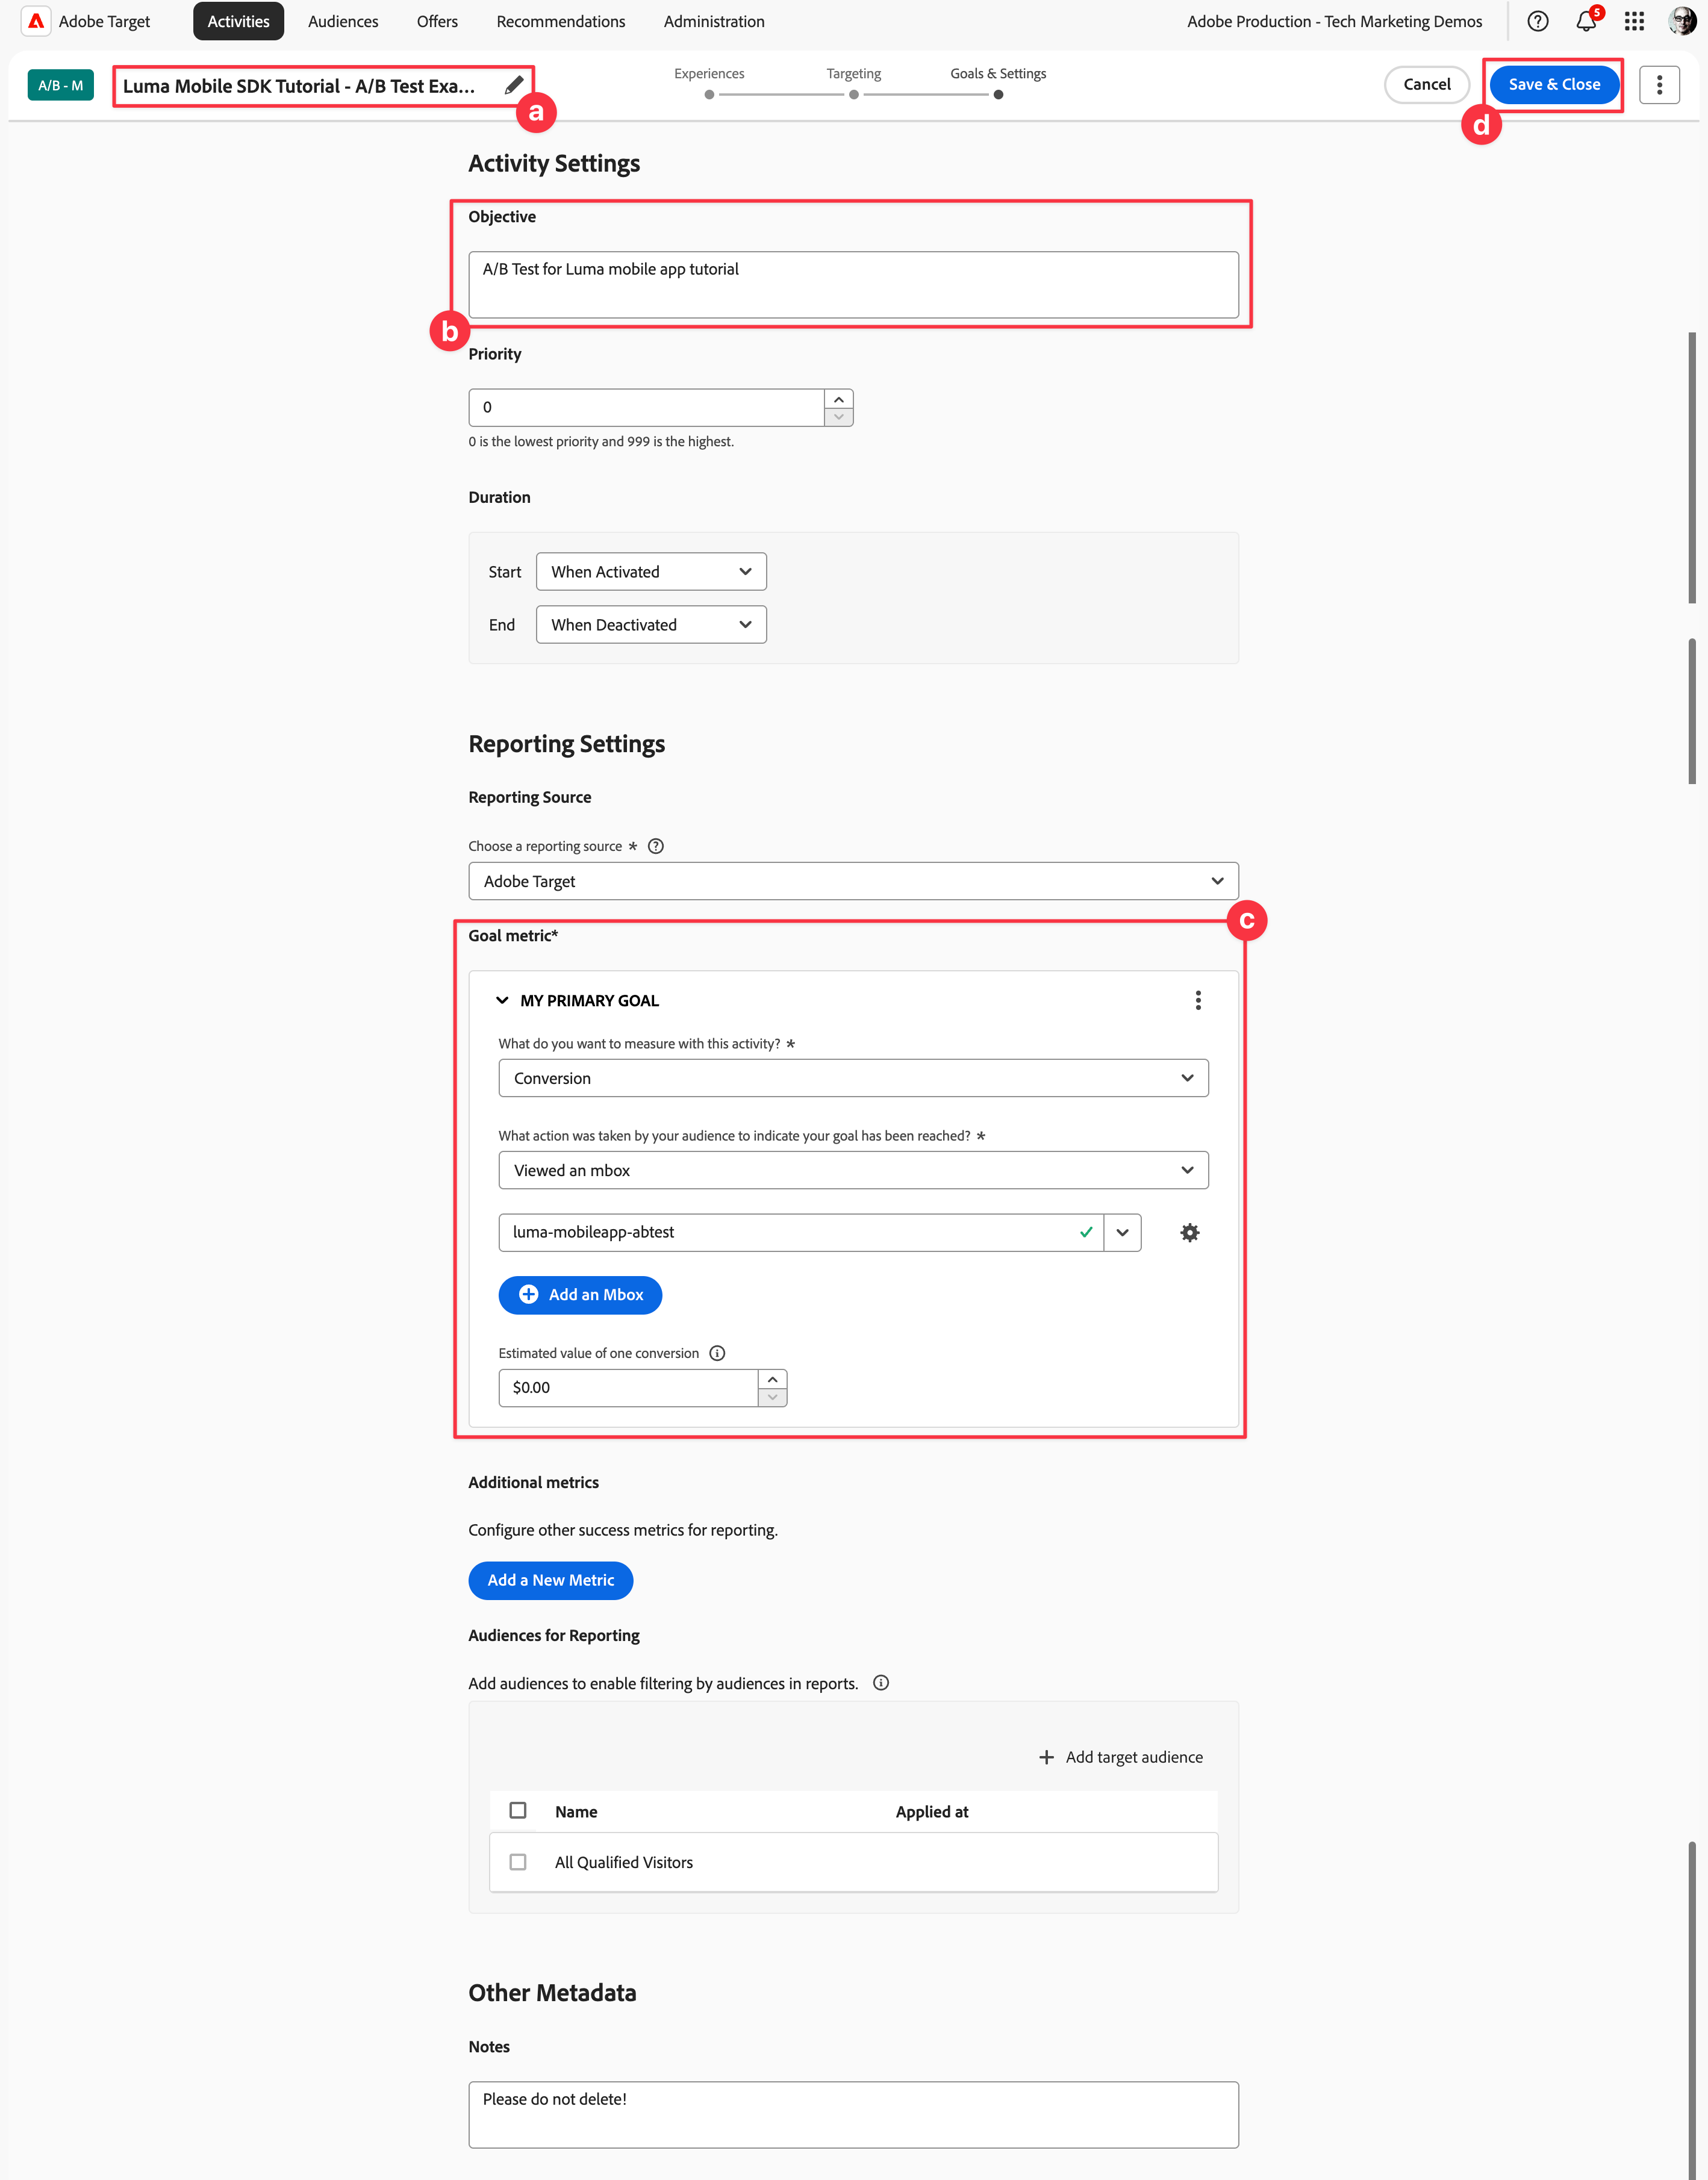 Adobe Target
Activities
Audiences
Offers
Recommendations
Administration
Adobe Production - Tech Marketing Demos
5
A/B - M
Luma Mobile SDK Tutorial - A/B Test Exa...
a
Experiences
Targeting
Goals & Settings
Cancel
Save & Close
d
Activity Settings
Objective
A/B Test for Luma mobile app tutorial
b
Priority
0
0 is the lowest priority and 999 is the highest.
Duration
Start
When Activated
End
When Deactivated
Reporting Settings
Reporting Source
Choose a reporting source *
Adobe Target
c
Goal metric*
MY PRIMARY GOAL
What do you want to measure with this activity? *
Conversion
What action was taken by your audience to indicate your goal has been reached? *
Viewed an mbox
luma-mobileapp-abtest
Add an Mbox
Estimated value of one conversion
$0.00
Additional metrics
Configure other success metrics for reporting.
Add a New Metric
Audiences for Reporting
Add audiences to enable filtering by audiences in reports.
Add target audience
Name
Applied at
All Qualified Visitors
Other Metadata
Notes
Please do not delete!